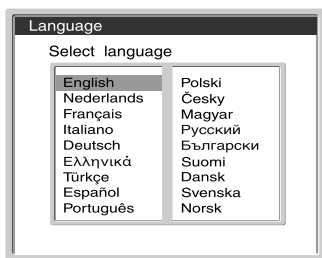 Language
Select language
English
Nederlands
Français
Italiano
Deutsch
Ελληνικά
Türkçe
Español
Português
Polski
Česky
Magyar
Русский
Български
Suomi
Dansk
Svenska
Norsk